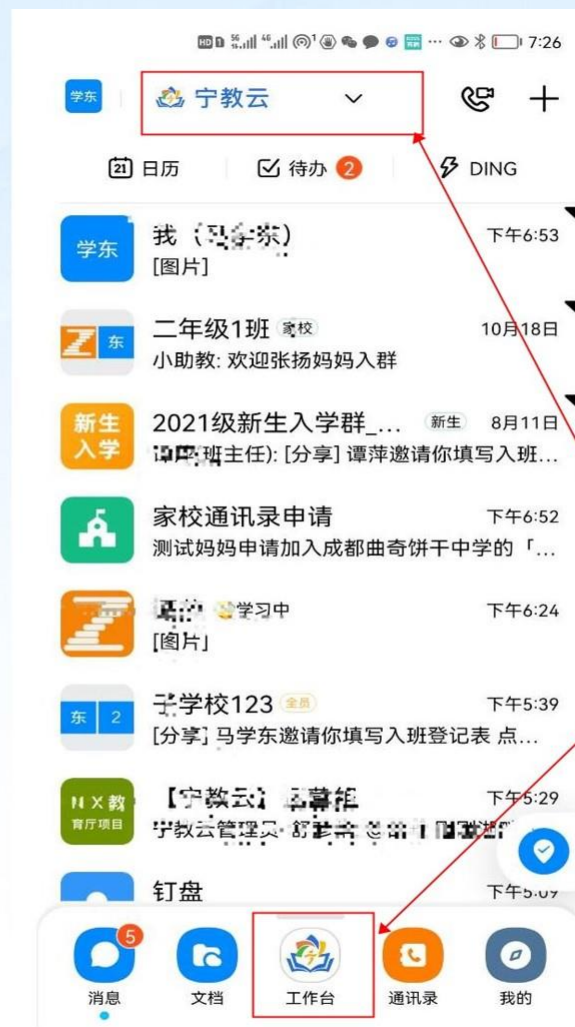 7:26
学东
宁教云
21 日历
待办 2
DING
学东
我
下午6:53
[图片]
东
二年级1班 家校
10月18日
小助教: 欢迎张扬妈妈入群
新生
入学
2021级新生入学群_... 新生
8月11日
班主任): [分享] 谭萍邀请你填写入班...
家校通讯录申请
下午6:52
测试妈妈申请加入成都曲奇饼干中学的「...
学习中
下午6:24
[图片]
东 2
学校123 全员
下午5:39
[分享] 马学东邀请你填写入班登记表 点...
NX教
育厅项目
【宁教云】
下午5:29
宁教云管理员
钉盘
下午5:09
5
消息
文档
工作台
通讯录
我的